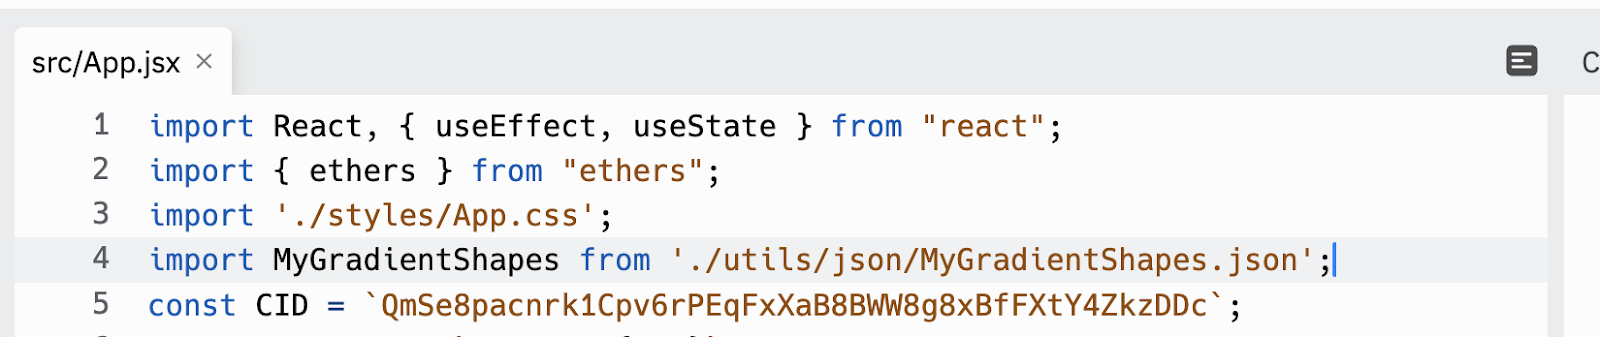 src/App.jsx ×
C
1 import React, { useEffect, useState } from "react";
2 import { ethers } from "ethers";
3 import './styles/App.css';
4 import MyGradientShapes from './utils/json/MyGradientShapes.json';
5 const CID = `QmSe8pacnrk1Cpv6rPEqFxXaB8BWW8g8xBfFXtY4ZkzDDc`;